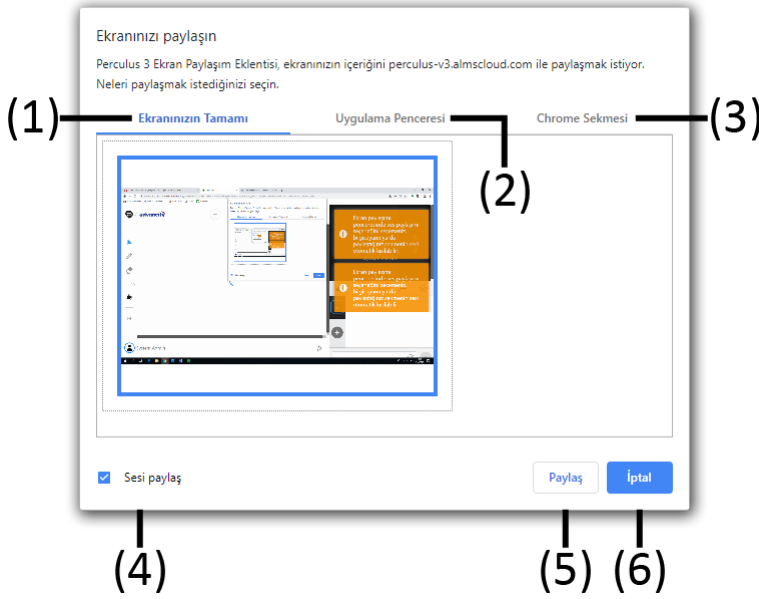 Ekranınızı paylaşın
Perculus 3 Ekran Paylaşım Eklentisi, ekranınızın içeriğini perculus-v3.almscloud.com ile paylaşmak istiyor.
Neleri paylaşmak istediğinizi seçin.
(1) Ekranınızın Tamamı Uygulama Penceresi Chrome Sekmesi (3)
(2)
Sesi paylaş Paylaş İptal
(4) (5) (6)